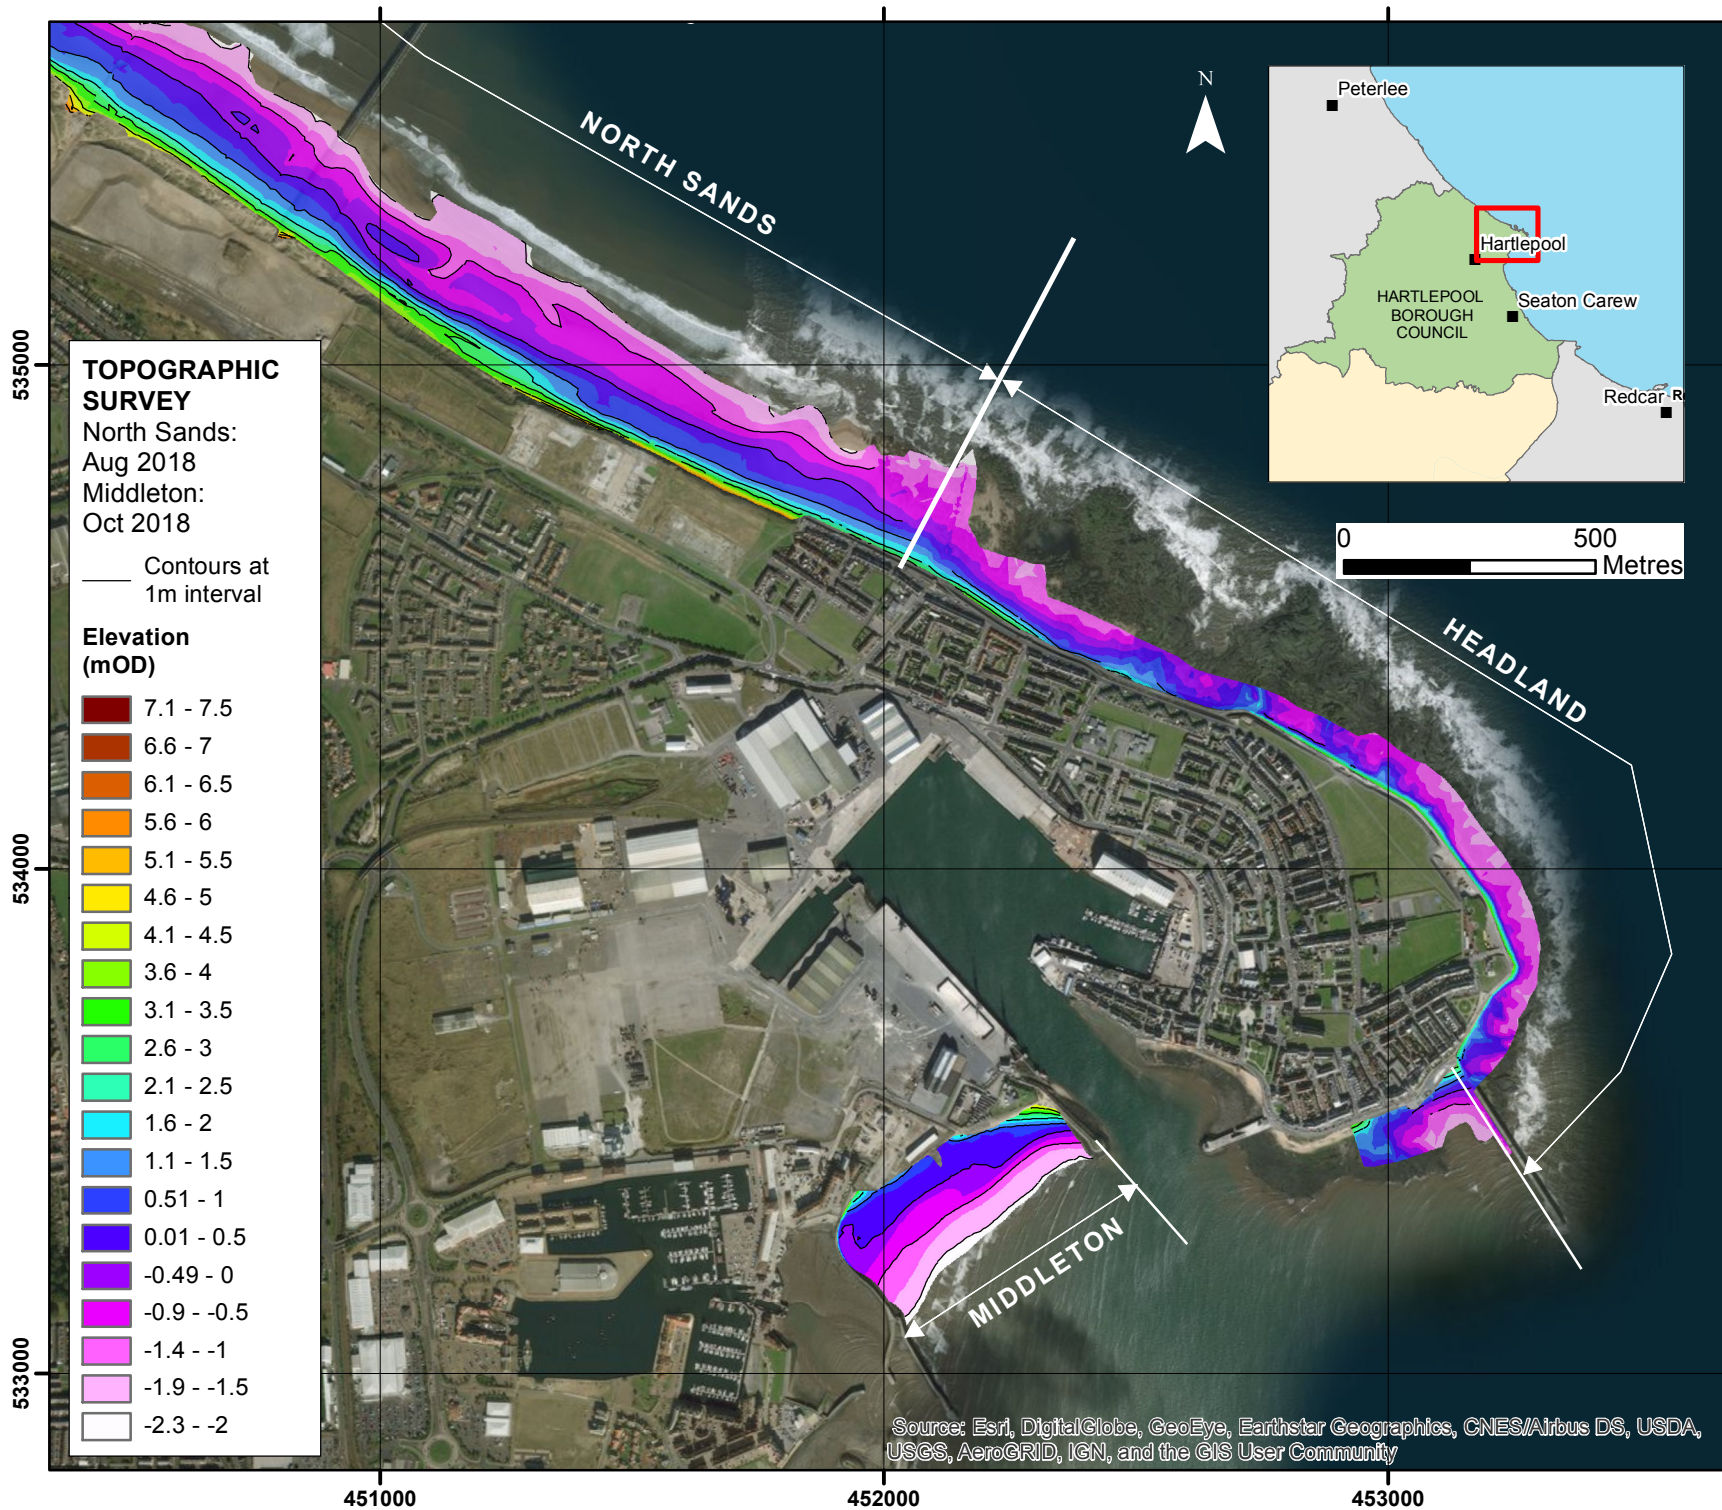 NORTH SANDS
N
Peterlee
Hartlepool
HARTLEPOOL
BOROUGH
COUNCIL
Seaton Carew
Redcar
R
0 500
Metres
HEADLAND
MIDDLETON
TOPOGRAPHIC
SURVEY
North Sands:
Aug 2018
Middleton:
Oct 2018
Contours at
1m interval
Elevation
(mOD)
7.1 - 7.5
6.6 - 7
6.1 - 6.5
5.6 - 6
5.1 - 5.5
4.6 - 5
4.1 - 4.5
3.6 - 4
3.1 - 3.5
2.6 - 3
2.1 - 2.5
1.6 - 2
1.1 - 1.5
0.51 - 1
0.01 - 0.5
-0.49 - 0
-0.9 - -0.5
-1.4 - -1
-1.9 - -1.5
-2.3 - -2
535000
534000
533000
Source: Esri, DigitalGlobe, GeoEye, Earthstar Geographics, CNES/Airbus DS, USDA,
USGS, AeroGRID, IGN, and the GIS User Community
451000 452000 453000